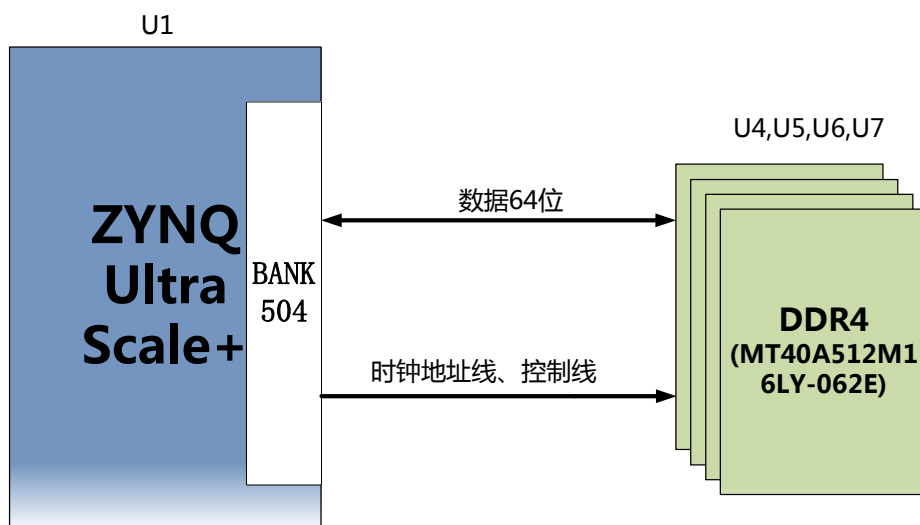 U1
U4,U5,U6,U7
数据64位
ZYNQ
Ultra
Scale+
BANK
504
时钟地址线、控制线
DDR4
(MT40A512M1
6LY-062E)